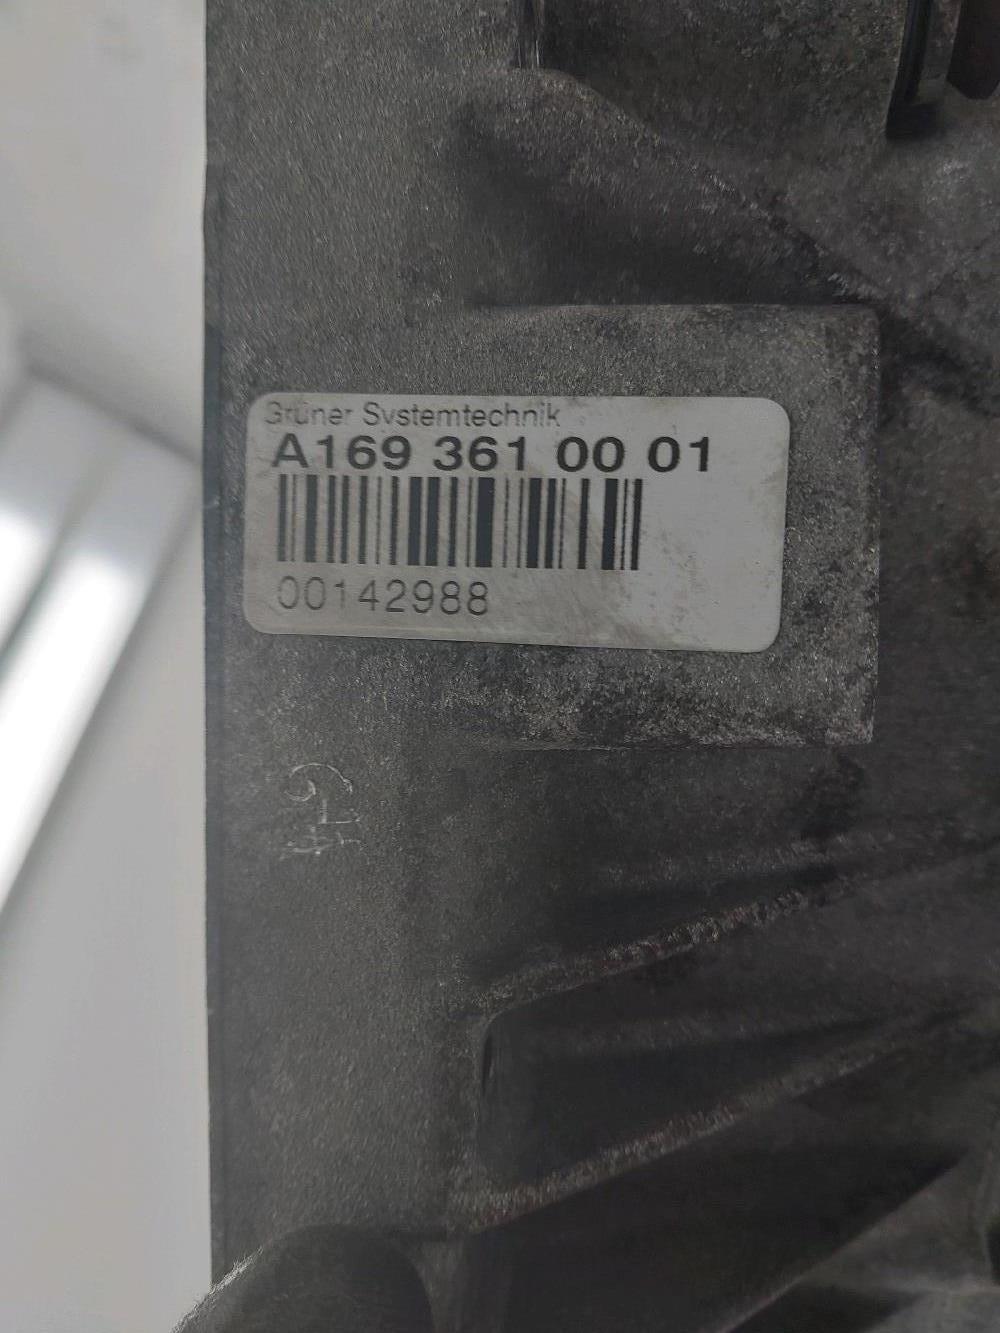 Grüner Systemtechnik
A169 361 00 01
00142988